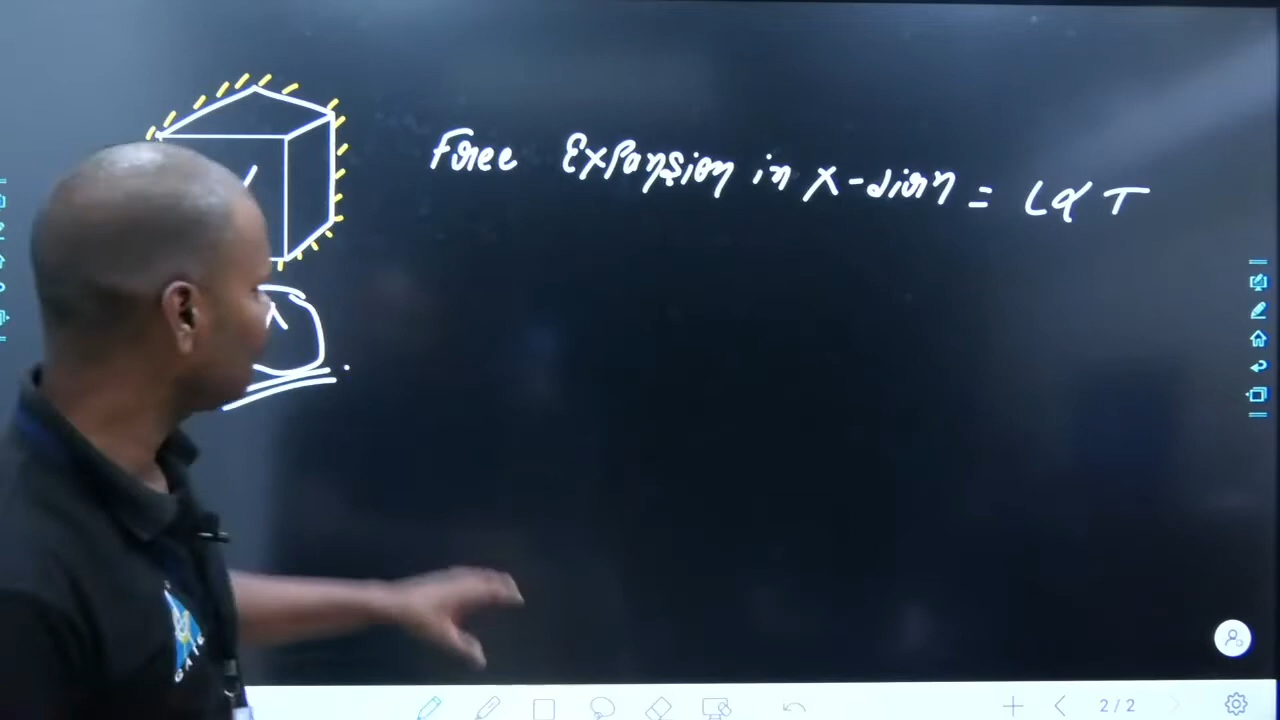 Free Expansion in x-dirn = LαT
2/2